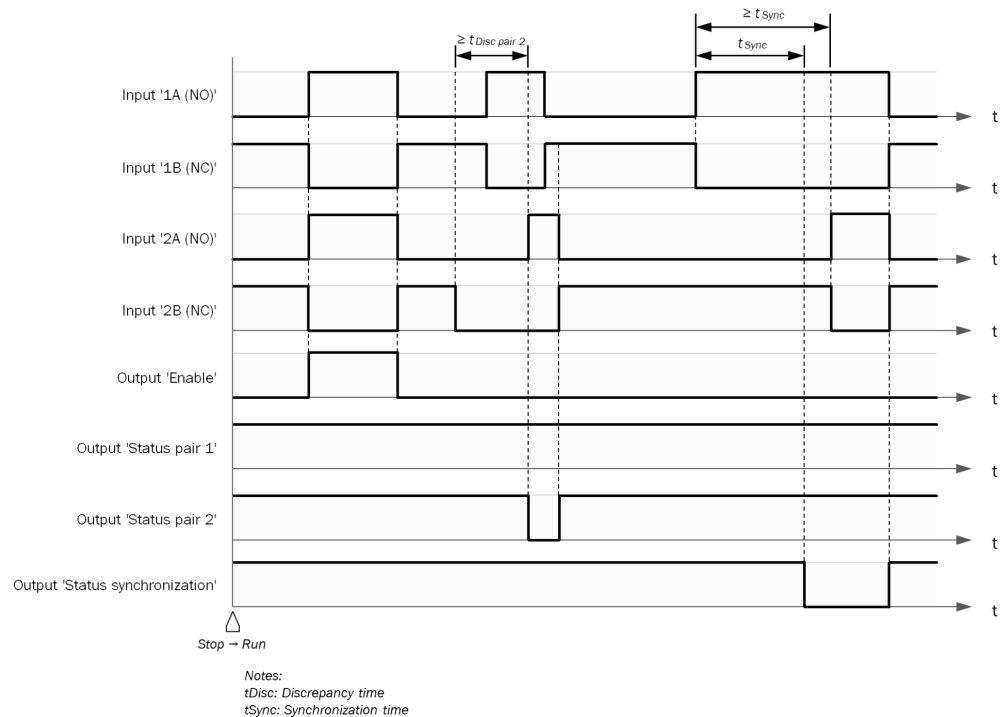 ≥ t Sync
≥ t Disc pair 2
t Sync
Input '1A (NO)'
t
Input '1B (NC)'
t
Input '2A (NO)'
t
Input '2B (NC)'
t
Output 'Enable'
t
Output 'Status pair 1'
t
Output 'Status pair 2'
t
Output 'Status synchronization'
t
Stop → Run
Notes:
tDisc: Discrepancy time
tSync: Synchronization time